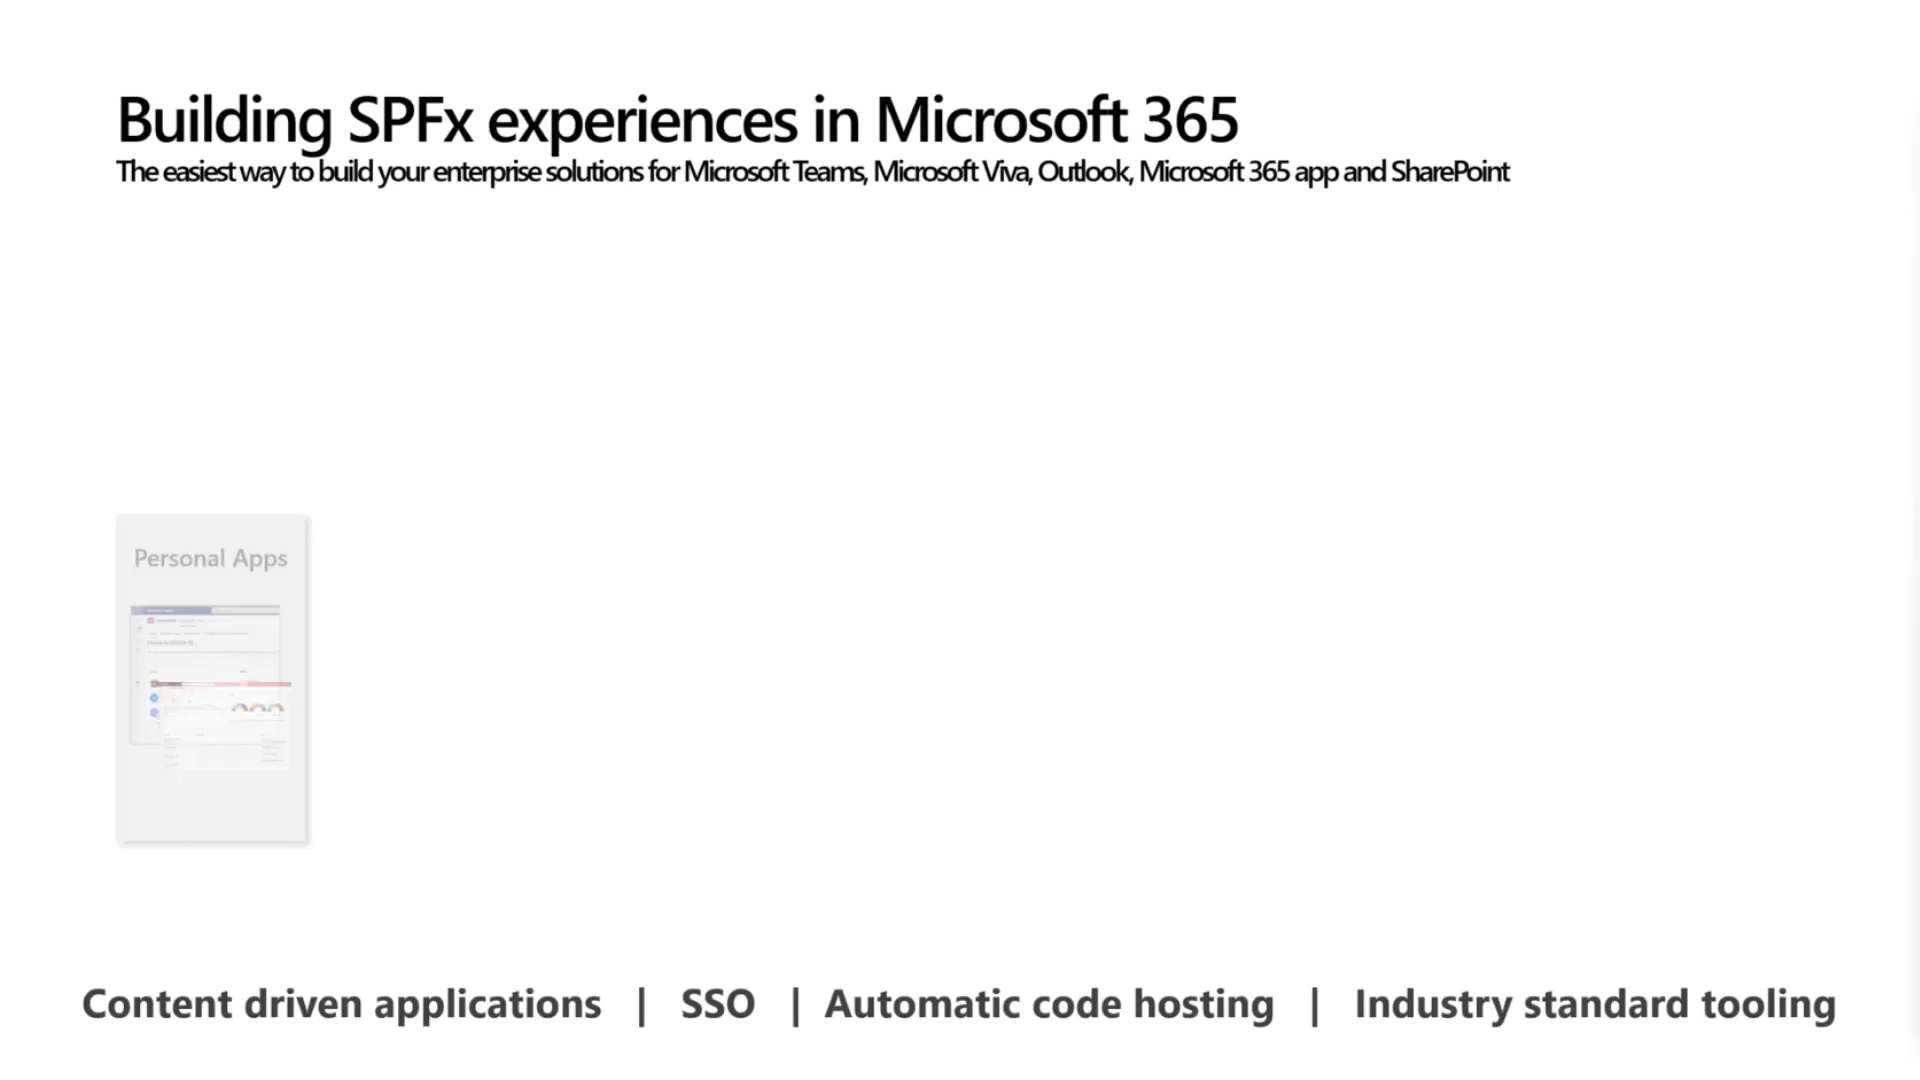 Building SPFx experiences in Microsoft 365
The easiest way to build your enterprise solutions for Microsoft Teams, Microsoft Viva, Outlook, Microsoft 365 app and SharePoint
Personal Apps
Content driven applications | SSO | Automatic code hosting | Industry standard tooling